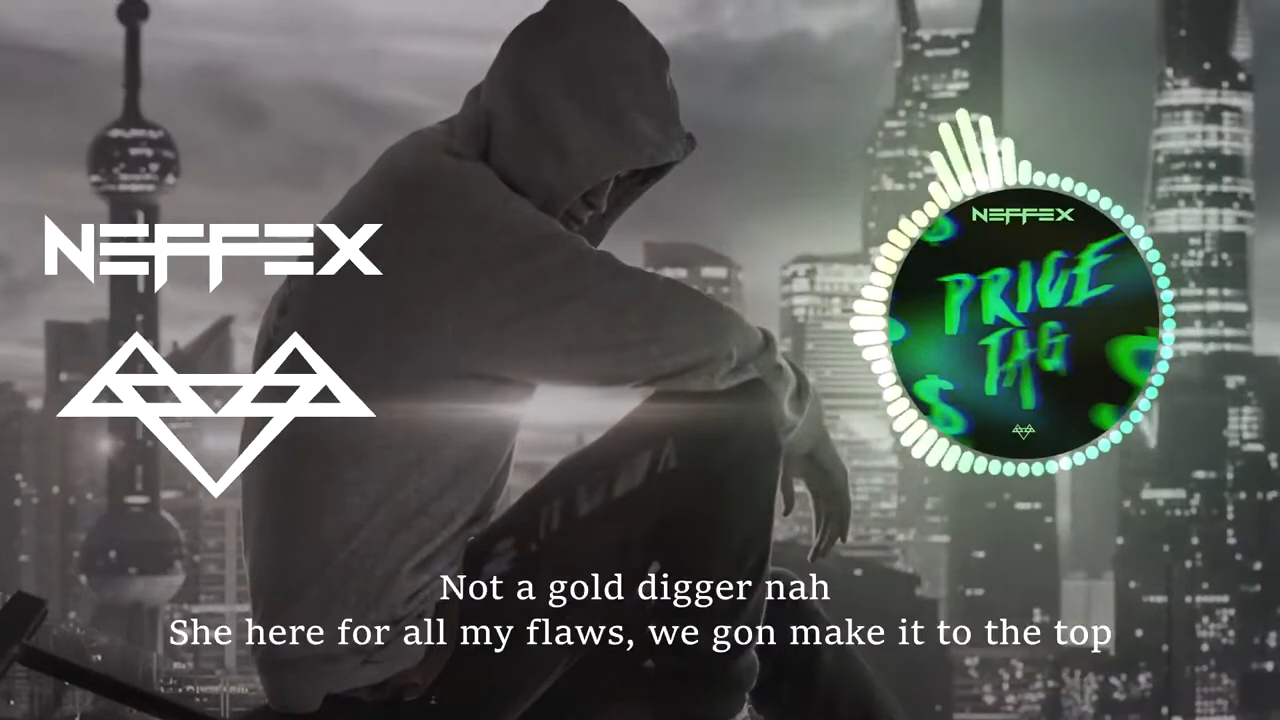 NEFFEX
NEFFEX
PRICE
TAG
$
Not a gold digger nah
She here for all my flaws, we gon make it to the top